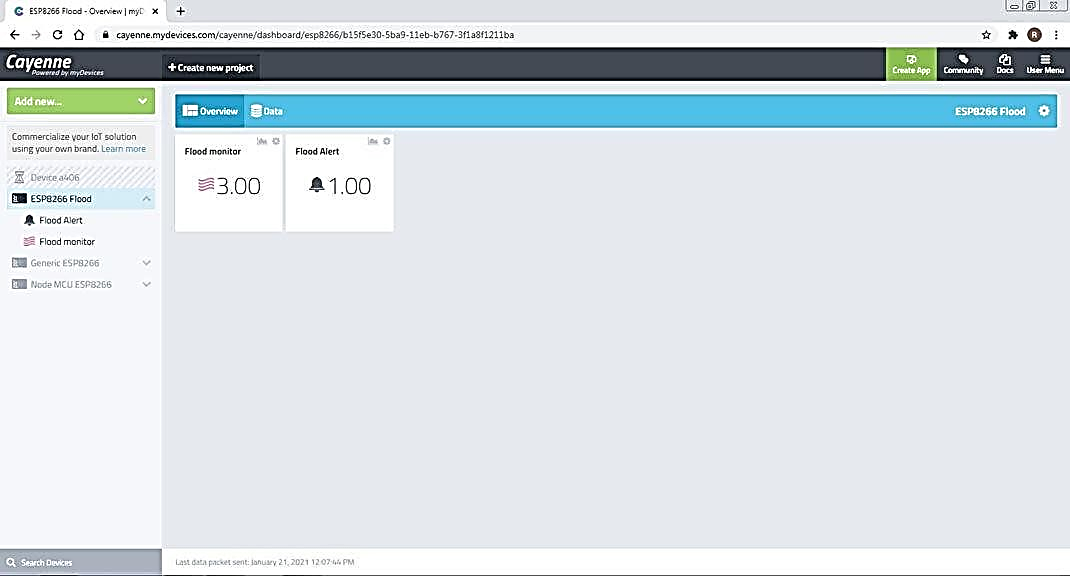 ESP8266 Flood - Overview | myD
cayenne.mydevices.com/cayenne/dashboard/esp8266/b15f5e30-5ba9-11eb-b767-3f1a8f1211ba
R
Cayenne
Powered by myDevices
+ Create new project
Create App
Community
Docs
User Menu
Add new...
Commercialize your IoT solution
using your own brand. Learn more
Device a406
ESP8266 Flood
Flood Alert
Flood monitor
Generic ESP8266
Node MCU ESP8266
Search Devices
Overview
Data
ESP8266 Flood
Flood monitor
3.00
Flood Alert
1.00
Last data packet sent: January 21, 2021 12:07:44 PM